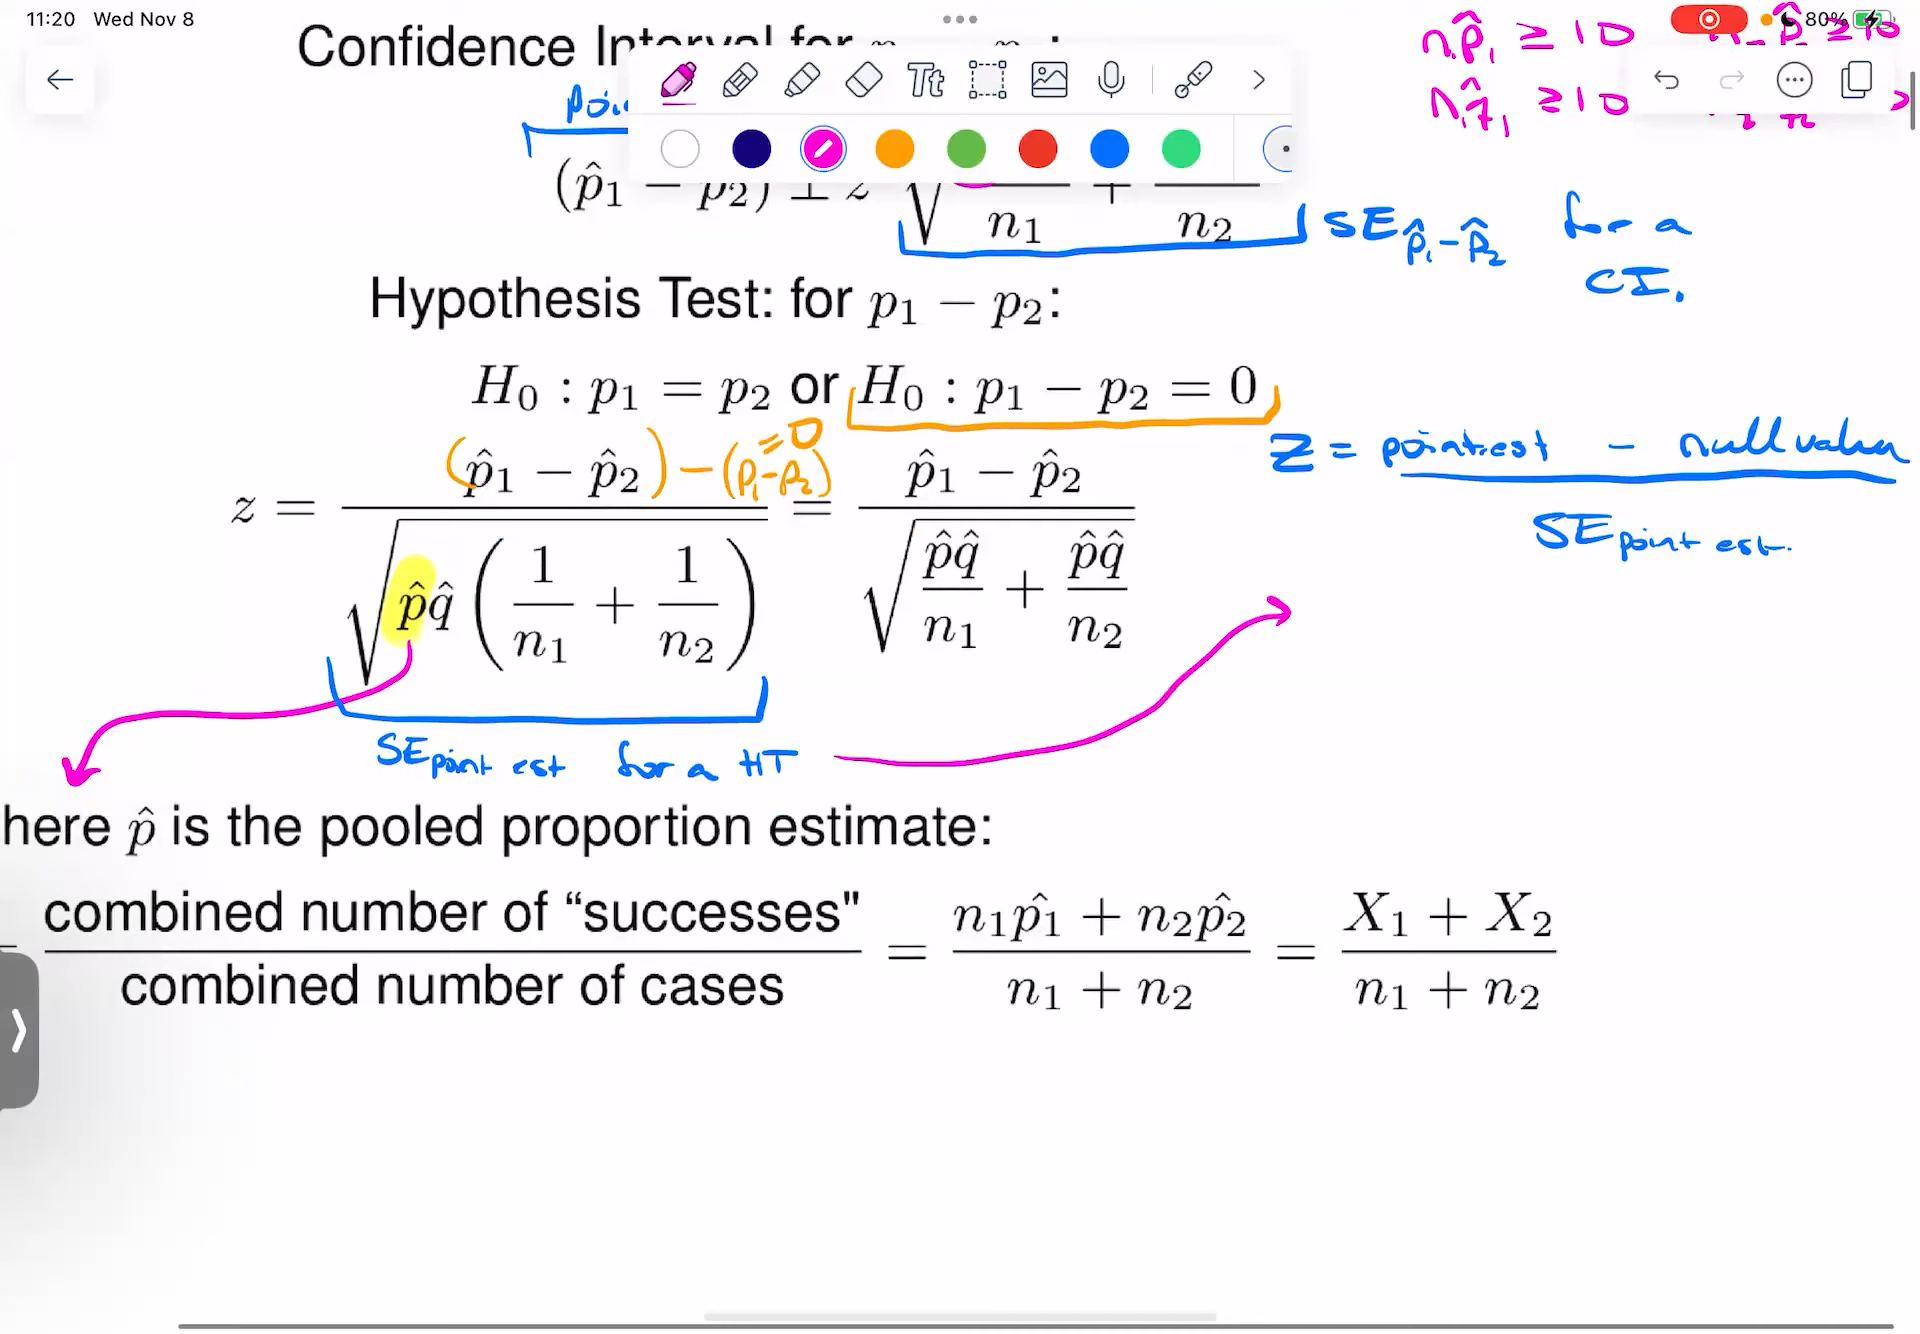 11:20 Wed Nov 8
80%
Confidence Interval for
n₁p̂₁ ≥ 10
≥ 10
n₁q̂₁ ≥ 10
Tt
(p̂₁ − p̂₂) ± z √ n₁ + n₂
SE p̂₁−p̂₂ for a
CI.
Hypothesis Test: for p₁ − p₂:
H₀ : p₁ = p₂ or H₀ : p₁ − p₂ = 0
=0
z = (p̂₁ − p̂₂) − (p₁−p₂) / √(p̂q̂ (1/n₁ + 1/n₂)) = p̂₁ − p̂₂ / √(p̂q̂/n₁ + p̂q̂/n₂)
Z = point est − null value
SE point est.
SE point est for a HT
here p̂ is the pooled proportion estimate:
combined number of “successes" / combined number of cases = n₁p̂₁ + n₂p̂₂ / n₁ + n₂ = X₁ + X₂ / n₁ + n₂